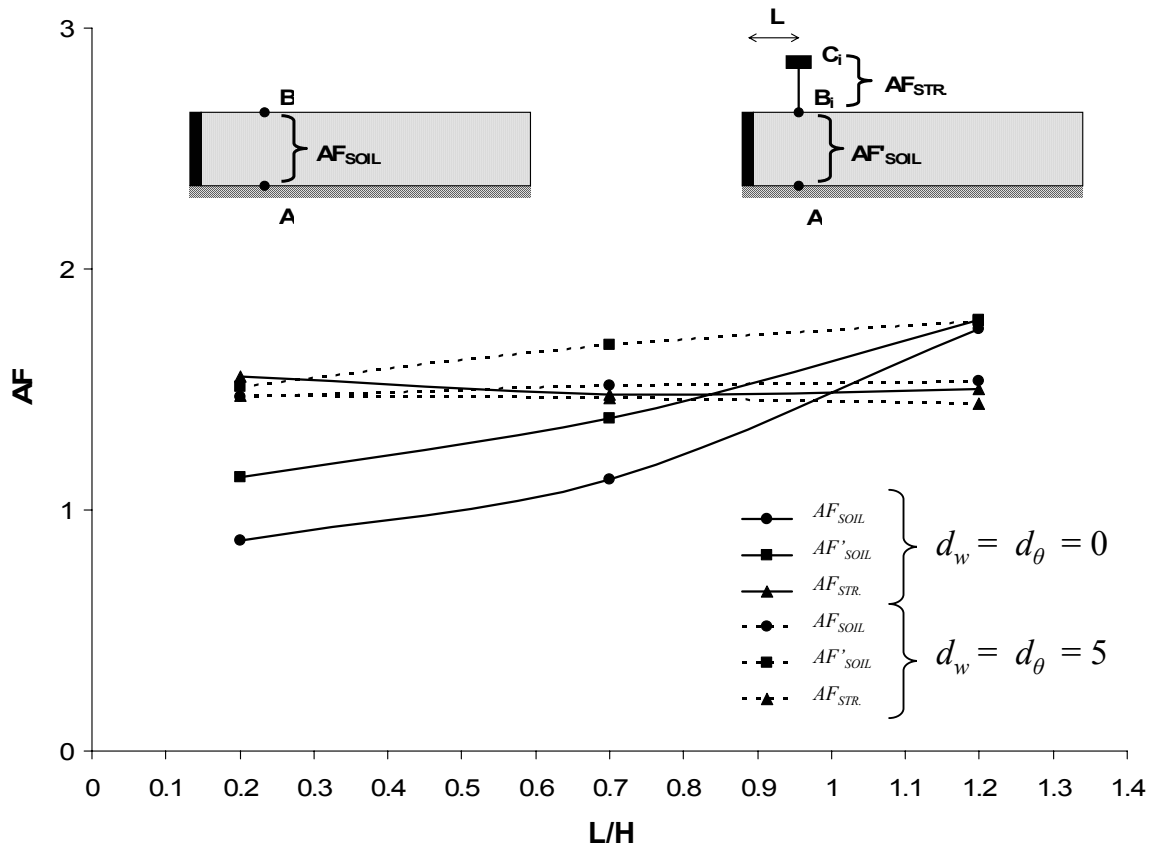 3
L
C_i
AF_STR.
B
B_i
AF_SOIL
AF'_SOIL
A
A
2
AF
1
AF_SOIL
AF'_SOIL
d_w = d_θ = 0
AF_STR.
AF_SOIL
AF'_SOIL
d_w = d_θ = 5
AF_STR.
0
0 0.1 0.2 0.3 0.4 0.5 0.6 0.7 0.8 0.9 1 1.1 1.2 1.3 1.4
L/H